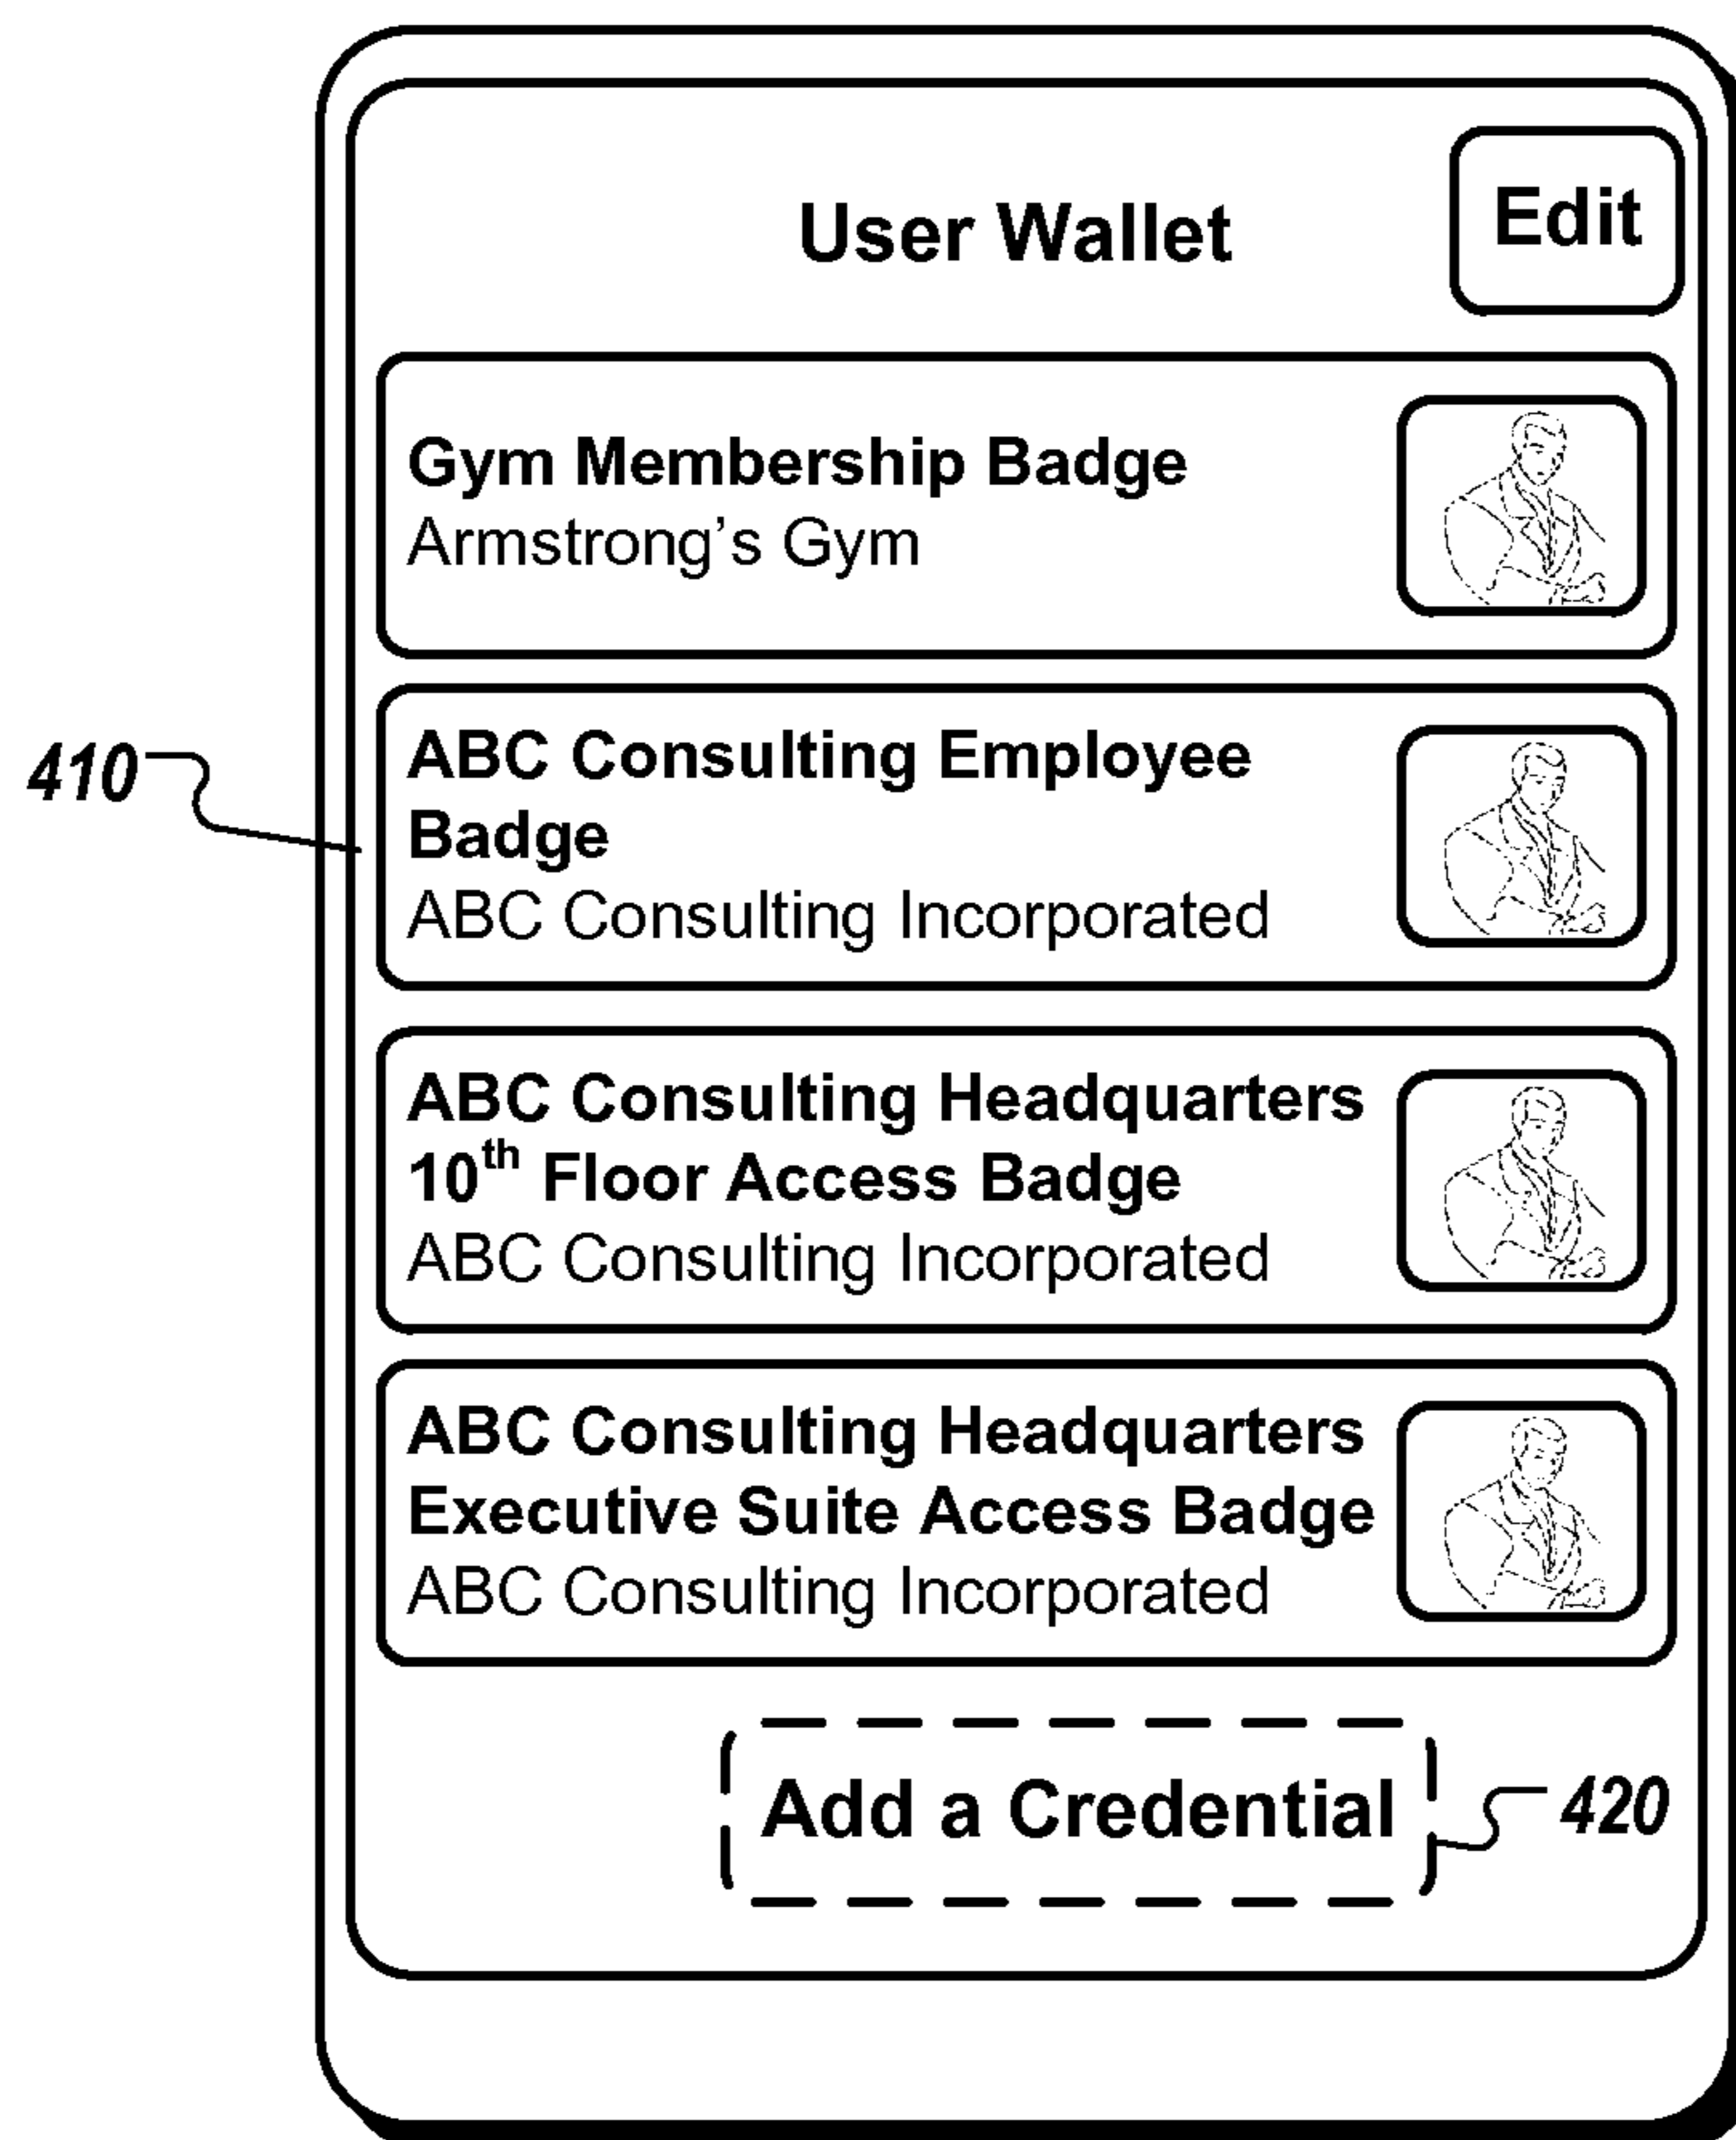 User Wallet
Edit
Gym Membership Badge
Armstrong's Gym
410
ABC Consulting Employee
Badge
ABC Consulting Incorporated
ABC Consulting Headquarters
10th Floor Access Badge
ABC Consulting Incorporated
ABC Consulting Headquarters
Executive Suite Access Badge
ABC Consulting Incorporated
Add a Credential
420